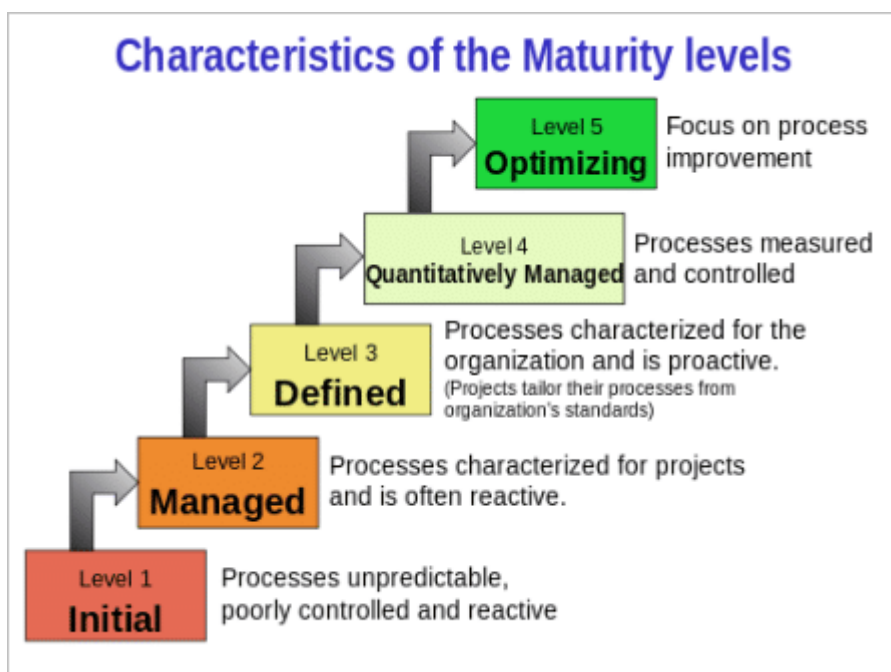 Characteristics of the Maturity levels
Level 5
Optimizing
Focus on process
improvement
Level 4
Quantitatively Managed
Processes measured
and controlled
Level 3
Defined
Processes characterized for the
organization and is proactive.
(Projects tailor their processes from
organization's standards)
Level 2
Managed
Processes characterized for projects
and is often reactive.
Level 1
Initial
Processes unpredictable,
poorly controlled and reactive